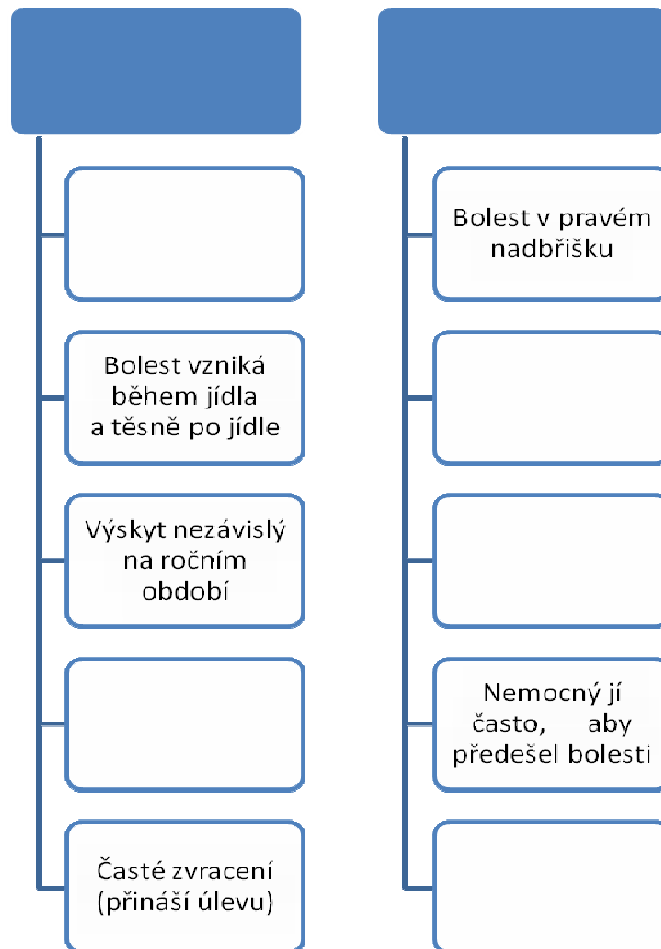 Bolest v pravém
nadbřišku
Bolest vzniká
během jídla
a těsně po jídle
Výskyt nezávislý
na ročním
období
Nemocný jí
často, aby
předešel bolesti
Časté zvracení
(přináší úlevu)